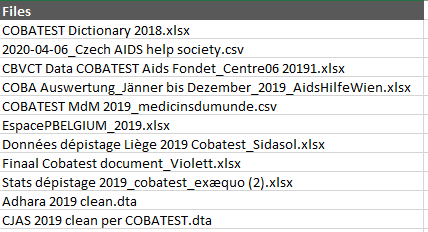 Files
COBATEST Dictionary 2018.xlsx
2020-04-06_Czech AIDS help society.csv
CBVCT Data COBATEST Aids Fondet_Centre06 20191.xlsx
COBA Auswertung_Jänner bis Dezember_2019_AidsHilfeWien.xlsx
COBATEST MdM 2019_medicinsdumunde.csv
EspacePBELGIUM_2019.xlsx
Données dépistage Liège 2019 Cobatest_Sidasol.xlsx
Finaal Cobatest document_Violett.xlsx
Stats dépistage 2019_cobatest_exæquo (2).xlsx
Adhara 2019 clean.dta
CJAS 2019 clean per COBATEST.dta